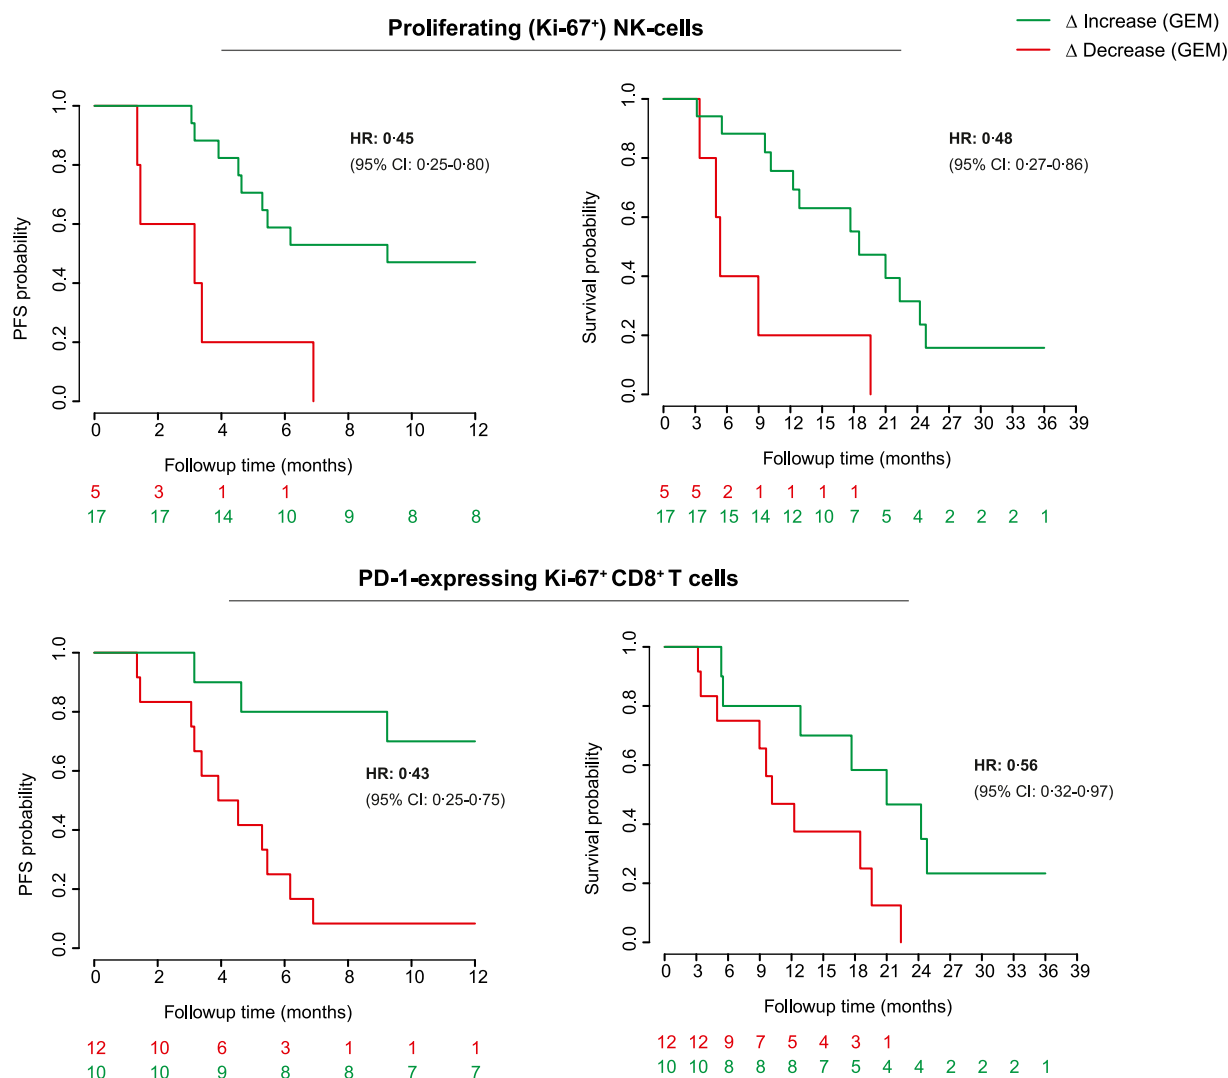 Proliferating (Ki-67⁺) NK-cells
Δ Increase (GEM)
Δ Decrease (GEM)
PFS probability
1.0
0.8
0.6
0.4
0.2
0.0
HR: 0·45
(95% CI: 0·25-0·80)
0 2 4 6 8 10 12
Followup time (months)
5 3 1 1
17 17 14 10 9 8 8
Survival probability
1.0
0.8
0.6
0.4
0.2
0.0
HR: 0·48
(95% CI: 0·27-0·86)
0 3 6 9 12 15 18 21 24 27 30 33 36 39
Followup time (months)
5 5 2 1 1 1 1
17 17 15 14 12 10 7 5 4 2 2 2 1
PD-1-expressing Ki-67⁺ CD8⁺ T cells
PFS probability
1.0
0.8
0.6
0.4
0.2
0.0
HR: 0·43
(95% CI: 0·25-0·75)
0 2 4 6 8 10 12
Followup time (months)
12 10 6 3 1 1 1
10 10 9 8 8 7 7
Survival probability
1.0
0.8
0.6
0.4
0.2
0.0
HR: 0·56
(95% CI: 0·32-0·97)
0 3 6 9 12 15 18 21 24 27 30 33 36 39
Followup time (months)
12 12 9 7 5 4 3 1
10 10 8 8 8 7 5 4 4 2 2 2 1